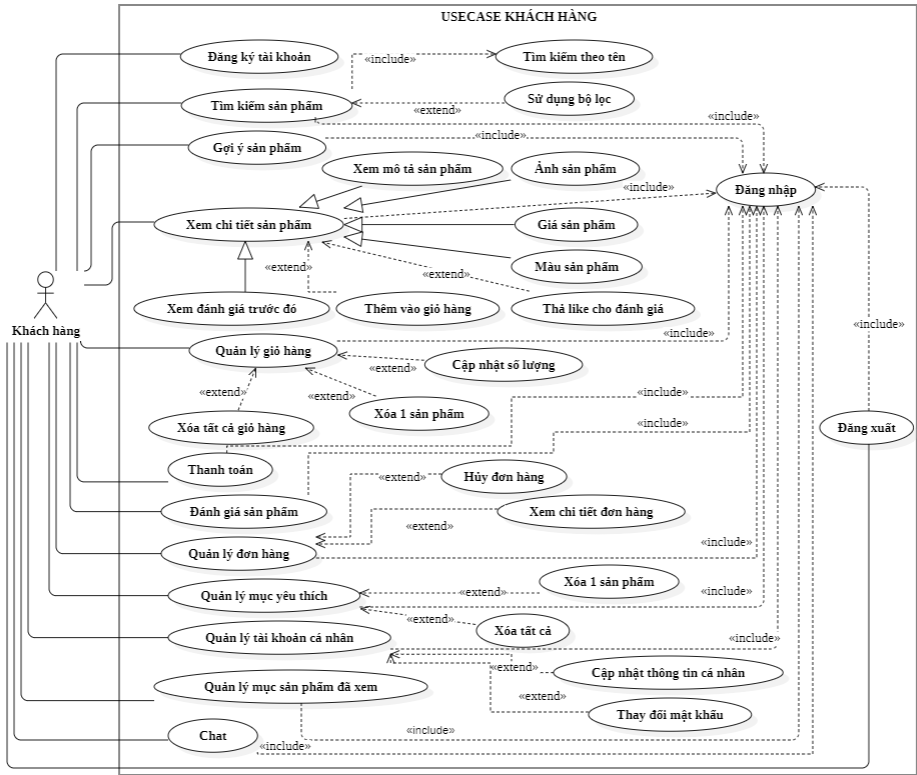 USECASE KHÁCH HÀNG
Đăng ký tài khoản
«include»
Tìm kiếm theo tên
Tìm kiếm sản phẩm
«extend»
Sử dụng bộ lọc
«include»
Gợi ý sản phẩm
«include»
Xem mô tả sản phẩm
Ảnh sản phẩm
«include»
Đăng nhập
Xem chi tiết sản phẩm
Giá sản phẩm
«extend»
«extend»
Màu sản phẩm
Xem đánh giá trước đó
Thêm vào giỏ hàng
Thả like cho đánh giá
Khách hàng
«include»
«include»
Quản lý giỏ hàng
«extend»
Cập nhật số lượng
«extend»
«extend»
«include»
Xóa tất cả giỏ hàng
Xóa 1 sản phẩm
«include»
Đăng xuất
Thanh toán
«extend»
Hủy đơn hàng
Đánh giá sản phẩm
«extend»
Xem chi tiết đơn hàng
Quản lý đơn hàng
«include»
Quản lý mục yêu thích
«extend»
Xóa 1 sản phẩm
«include»
«extend»
Xóa tất cả
Quản lý tài khoản cá nhân
«include»
«extend»
Cập nhật thông tin cá nhân
Quản lý mục sản phẩm đã xem
«extend»
Thay đổi mật khẩu
«include»
Chat
«include»